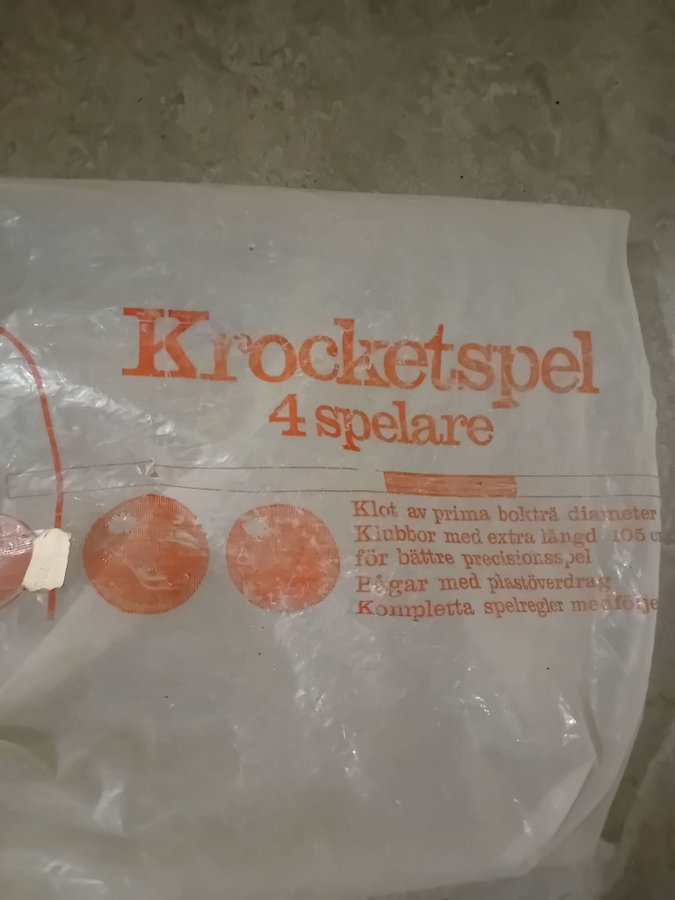 Krocketspel
4 spelare
Klot av prima bokträ diameter
Klubbor med extra längd 105 c
för bättre precisionsspel
Bågar med plastöverdrag
Kompletta spelregler medfölje